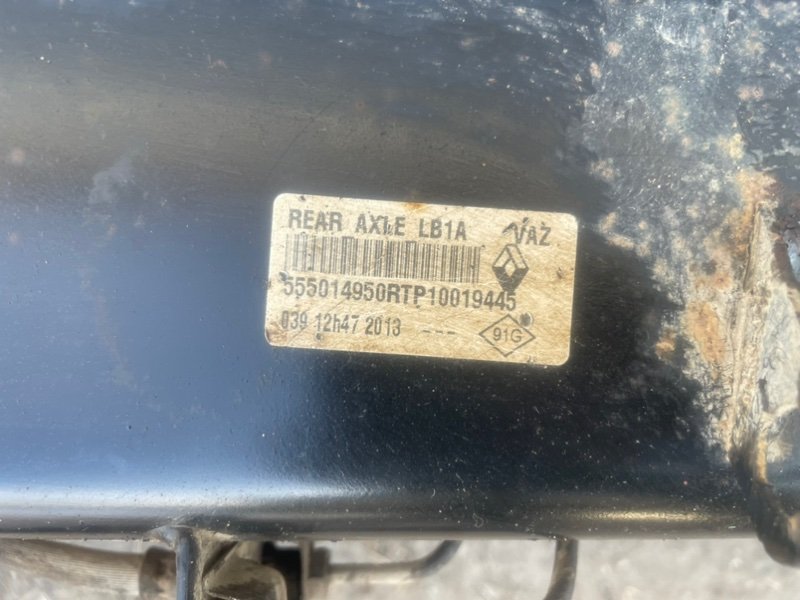 REAR AXLE LB1A VAZ
555014950RTP10019445
039 12h47 2013 ---
91G